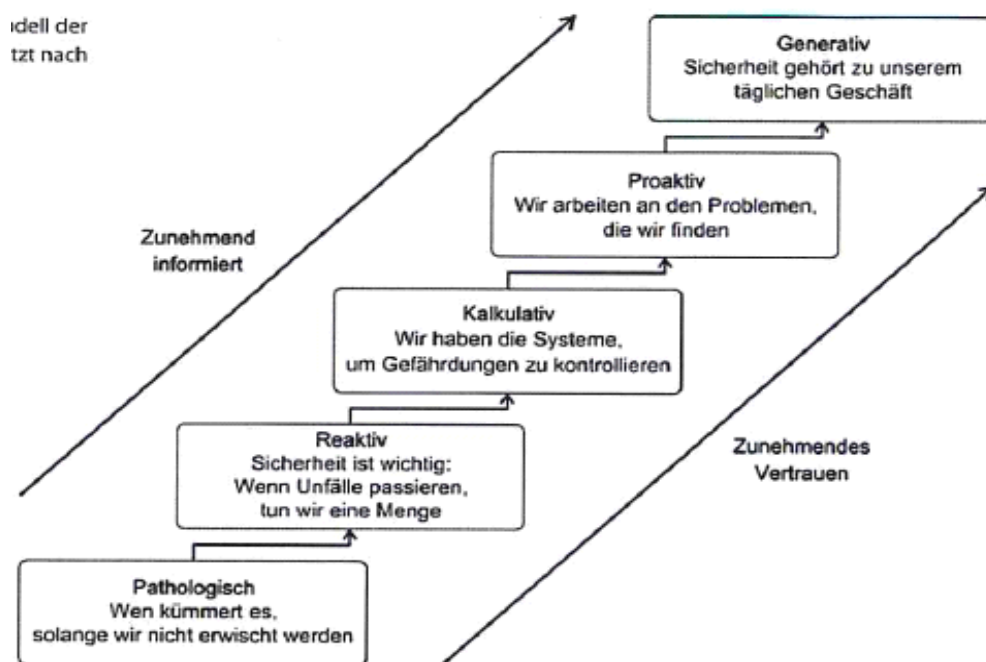 dell der
tzt nach
Generativ
Sicherheit gehört zu unserem
täglichen Geschäft
Proaktiv
Wir arbeiten an den Problemen,
die wir finden
Zunehmend
informiert
Kalkulativ
Wir haben die Systeme,
um Gefährdungen zu kontrollieren
Reaktiv
Sicherheit ist wichtig:
Wenn Unfälle passieren,
tun wir eine Menge
Zunehmendes
Vertrauen
Pathologisch
Wen kümmert es,
solange wir nicht erwischt werden